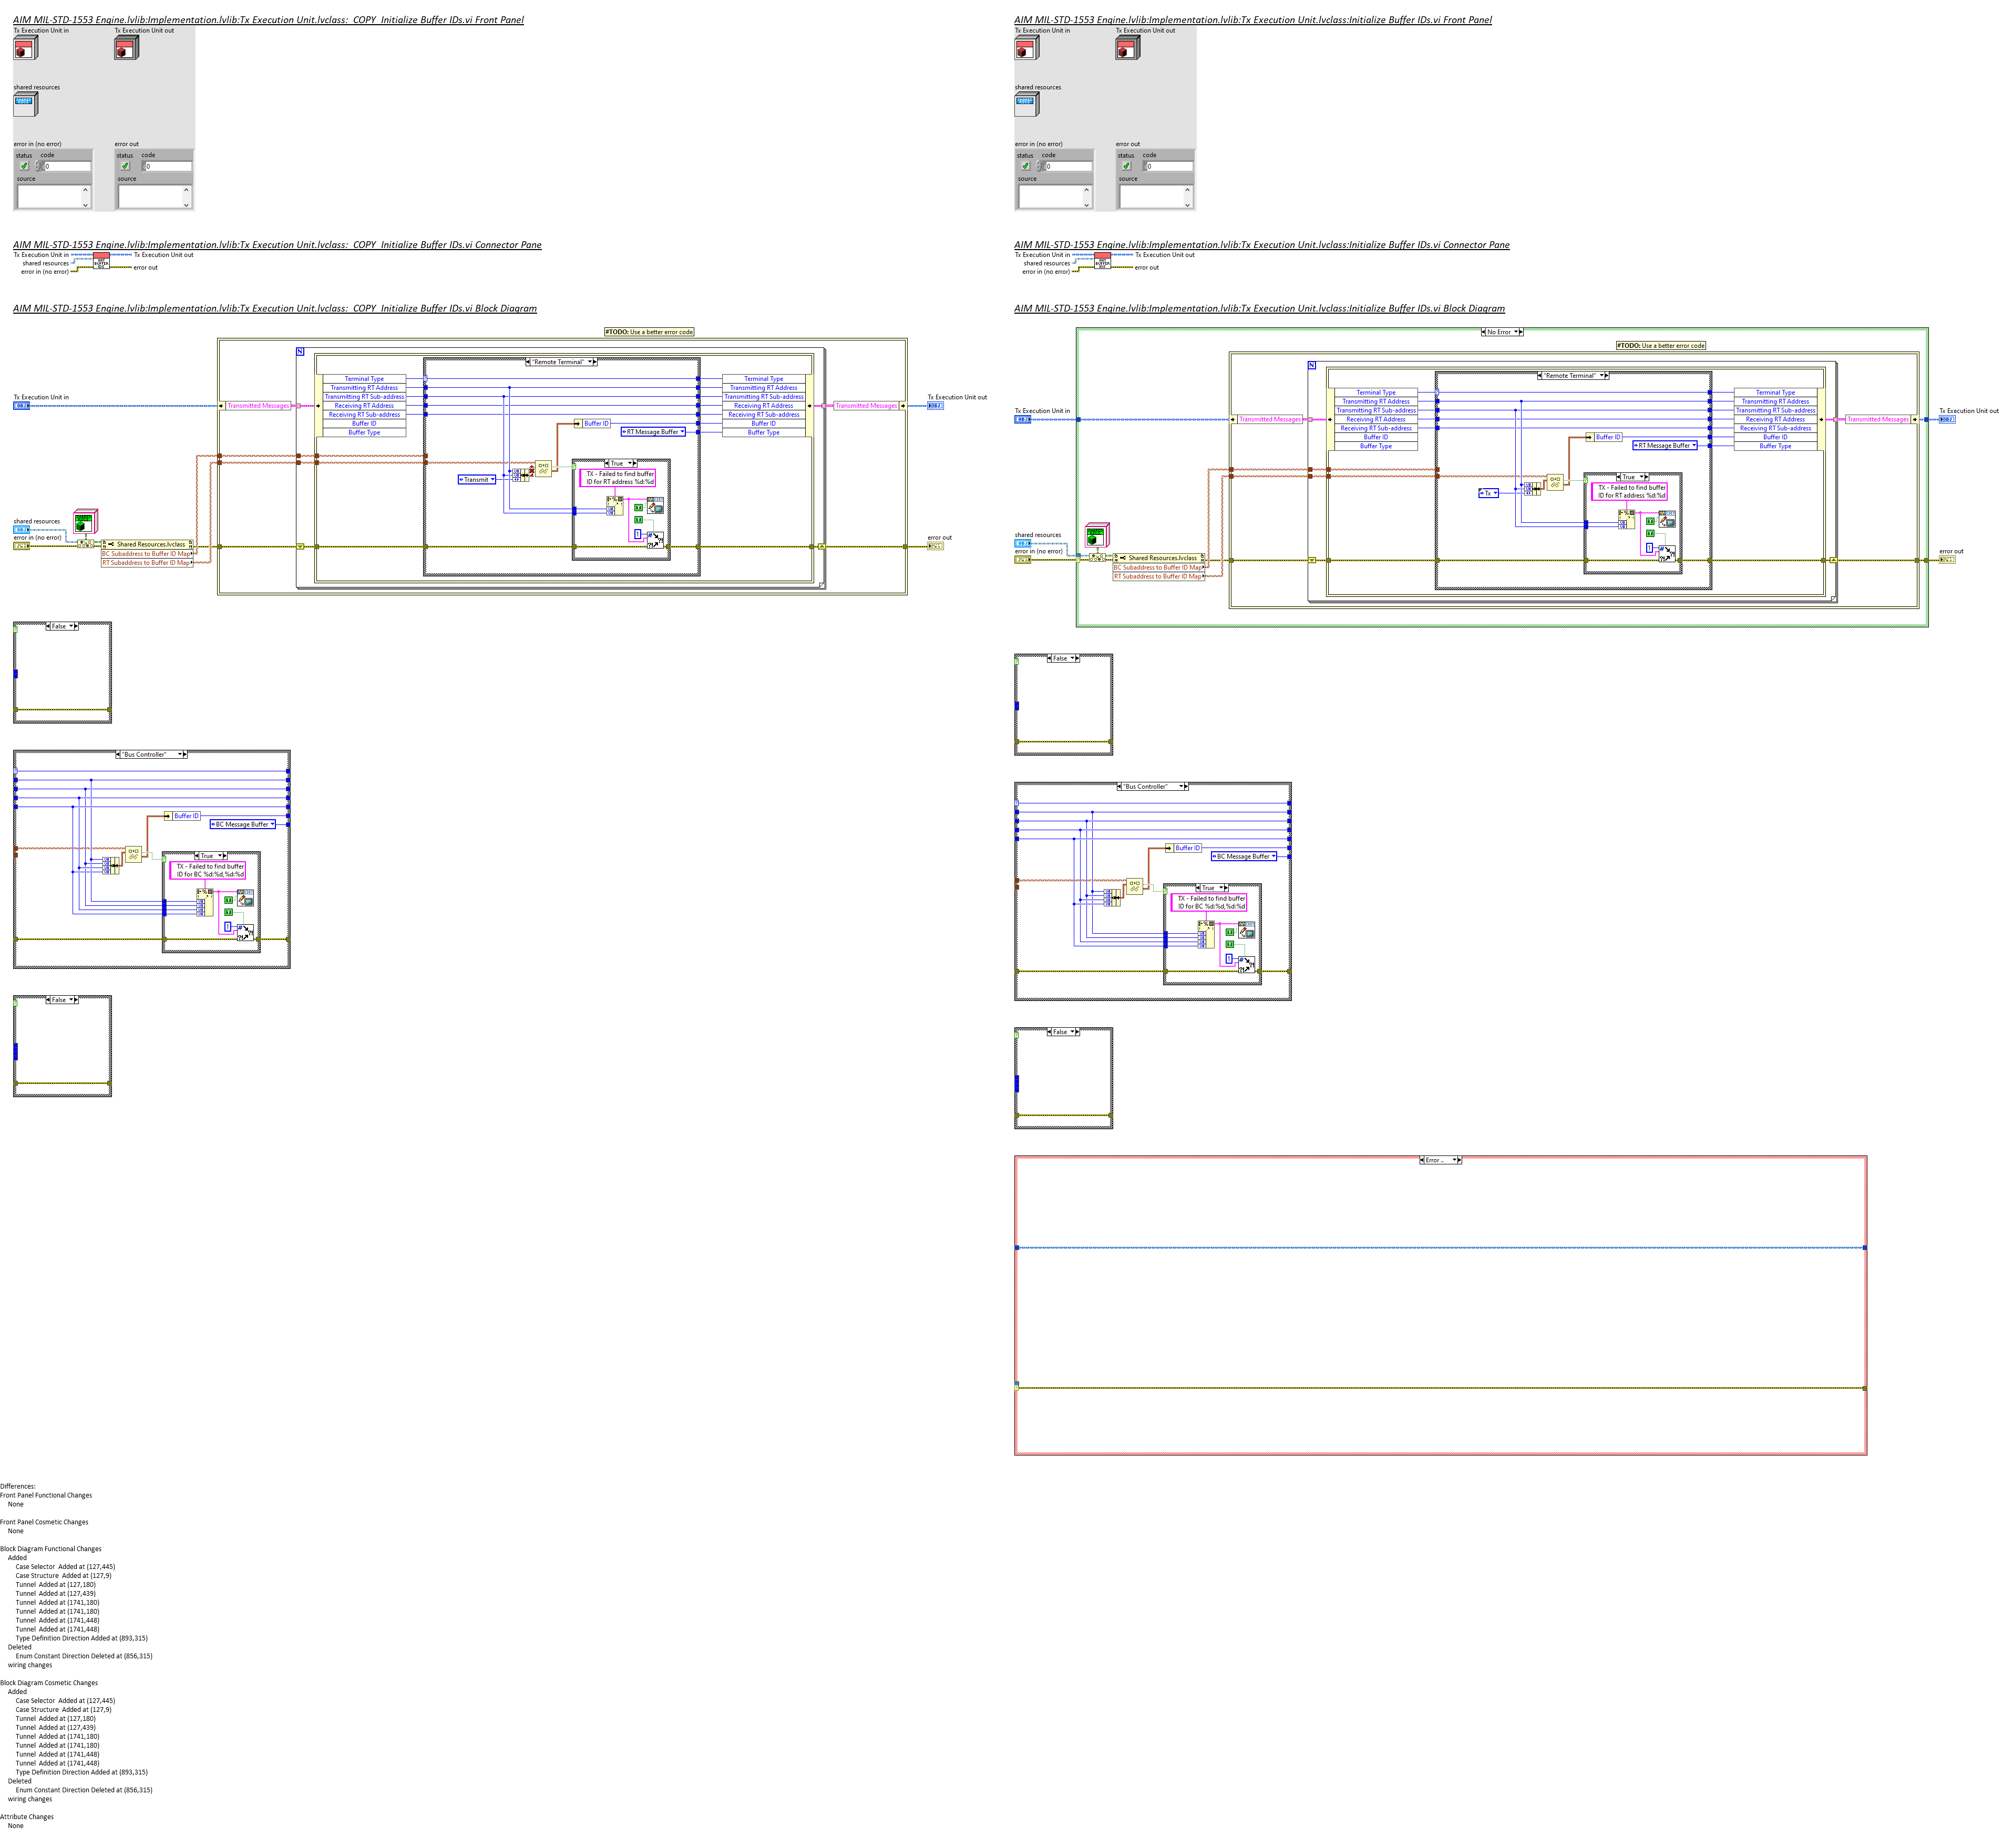 AIM MIL-STD-1553 Engine.lvlib:Implementation.lvlib:Tx Execution Unit.lvclass:_COPY_Initialize Buffer IDs.vi Front Panel
Tx Execution Unit in
Tx Execution Unit out
shared resources
error in (no error)
error out
status
code
0
status
code
0
source
source
AIM MIL-STD-1553 Engine.lvlib:Implementation.lvlib:Tx Execution Unit.lvclass:_COPY_Initialize Buffer IDs.vi Connector Pane
Tx Execution Unit in
Tx Execution Unit out
shared resources
error in (no error)
error out
AIM MIL-STD-1553 Engine.lvlib:Implementation.lvlib:Tx Execution Unit.lvclass:_COPY_Initialize Buffer IDs.vi Block Diagram
#TODO: Use a better error code
N
"Remote Terminal"
Terminal Type
Transmitting RT Address
Transmitting RT Sub-address
Receiving RT Address
Receiving RT Sub-address
Buffer ID
Buffer Type
Terminal Type
Transmitting RT Address
Transmitting RT Sub-address
Receiving RT Address
Receiving RT Sub-address
Buffer ID
Buffer Type
Tx Execution Unit in
Transmitted Messages
Transmitted Messages
Tx Execution Unit out
Buffer ID
RT Message Buffer
Transmit
True
TX - Failed to find buffer
ID for RT address %d:%d
shared resources
error in (no error)
Shared Resources.lvclass
BC Subaddress to Buffer ID Map
RT Subaddress to Buffer ID Map
error out
False
"Bus Controller"
Buffer ID
BC Message Buffer
True
TX - Failed to find buffer
ID for BC %d:%d,%d:%d
False
AIM MIL-STD-1553 Engine.lvlib:Implementation.lvlib:Tx Execution Unit.lvclass:Initialize Buffer IDs.vi Front Panel
Tx Execution Unit in
Tx Execution Unit out
shared resources
error in (no error)
error out
status
code
0
status
code
0
source
source
AIM MIL-STD-1553 Engine.lvlib:Implementation.lvlib:Tx Execution Unit.lvclass:Initialize Buffer IDs.vi Connector Pane
Tx Execution Unit in
Tx Execution Unit out
shared resources
error in (no error)
error out
AIM MIL-STD-1553 Engine.lvlib:Implementation.lvlib:Tx Execution Unit.lvclass:Initialize Buffer IDs.vi Block Diagram
No Error
#TODO: Use a better error code
N
"Remote Terminal"
Terminal Type
Transmitting RT Address
Transmitting RT Sub-address
Receiving RT Address
Receiving RT Sub-address
Buffer ID
Buffer Type
Terminal Type
Transmitting RT Address
Transmitting RT Sub-address
Receiving RT Address
Receiving RT Sub-address
Buffer ID
Buffer Type
Tx Execution Unit in
Transmitted Messages
Transmitted Messages
Tx Execution Unit out
Buffer ID
RT Message Buffer
Tx
True
TX - Failed to find buffer
ID for RT address %d:%d
shared resources
error in (no error)
Shared Resources.lvclass
BC Subaddress to Buffer ID Map
RT Subaddress to Buffer ID Map
error out
False
"Bus Controller"
Buffer ID
BC Message Buffer
True
TX - Failed to find buffer
ID for BC %d:%d,%d:%d
False
Error ..
Differences:
Front Panel Functional Changes
None
Front Panel Cosmetic Changes
None
Block Diagram Functional Changes
Added
Case Selector  Added at (127,445)
Case Structure  Added at (127,9)
Tunnel  Added at (127,180)
Tunnel  Added at (127,439)
Tunnel  Added at (1741,180)
Tunnel  Added at (1741,180)
Tunnel  Added at (1741,448)
Tunnel  Added at (1741,448)
Type Definition Direction Added at (893,315)
Deleted
Enum Constant Direction Deleted at (856,315)
wiring changes
Block Diagram Cosmetic Changes
Added
Case Selector  Added at (127,445)
Case Structure  Added at (127,9)
Tunnel  Added at (127,180)
Tunnel  Added at (127,439)
Tunnel  Added at (1741,180)
Tunnel  Added at (1741,180)
Tunnel  Added at (1741,448)
Tunnel  Added at (1741,448)
Type Definition Direction Added at (893,315)
Deleted
Enum Constant Direction Deleted at (856,315)
wiring changes
Attribute Changes
None